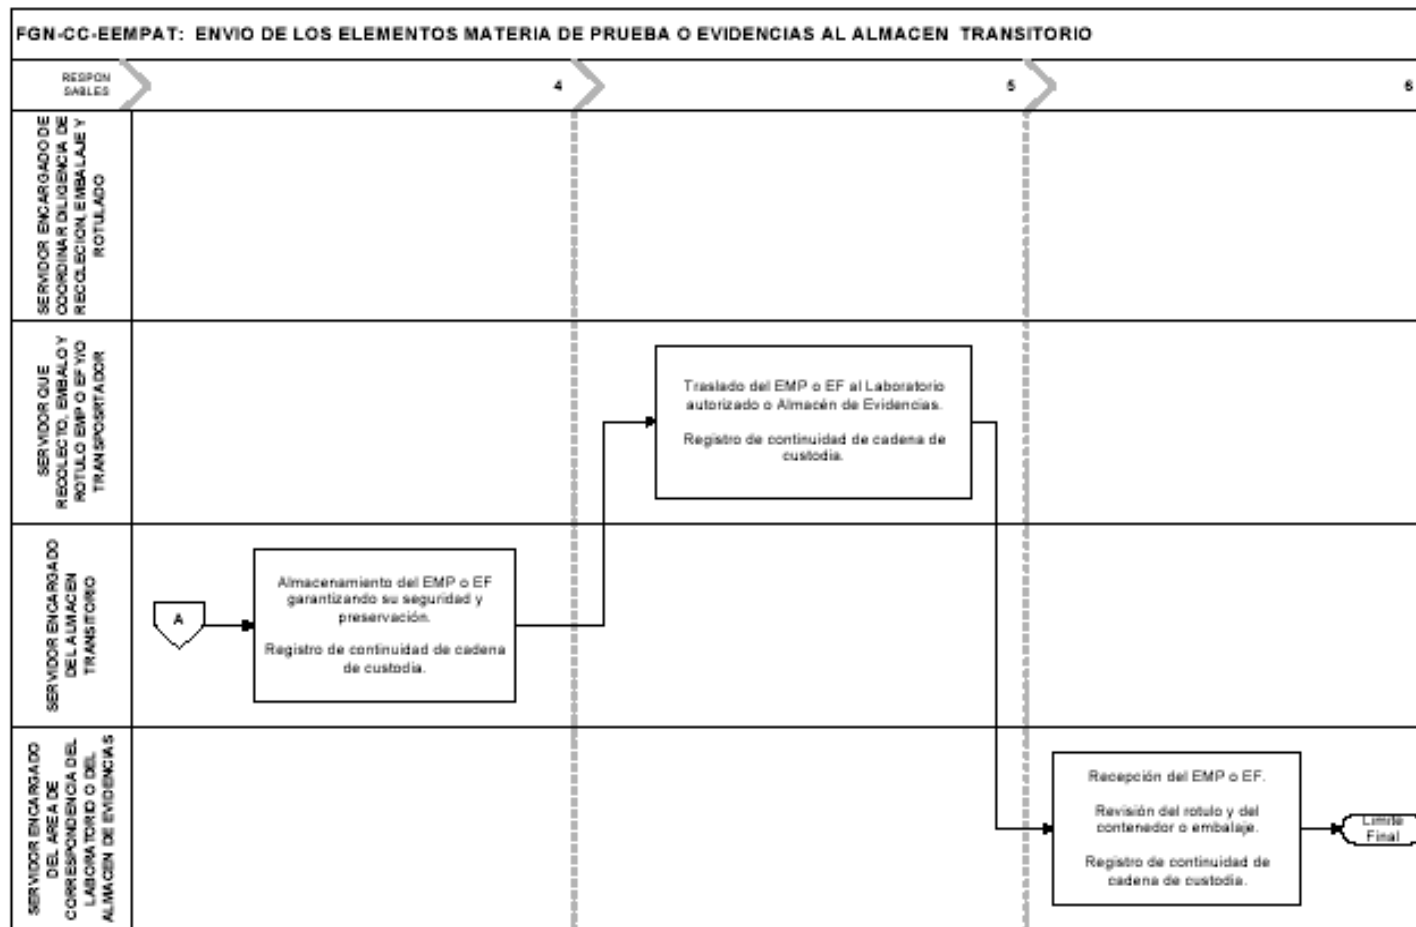 FGN-CC-EEMPAT: ENVIO DE LOS ELEMENTOS MATERIA DE PRUEBA O EVIDENCIAS AL ALMACEN TRANSITORIO
RESPON
SABLES
4
5
6
SERVIDOR ENCARGADO DE
COORDINAR DILIGENCIA DE
RECOLECION, EMBALAJE Y
ROTULADO
SERVIDOR QUE
RECOLECTO, EMBALO Y
ROTULO EMP O EF Y/O
TRANSPOSRTADOR
Traslado del EMP o EF al Laboratorio
autorizado o Almacén de Evidencias.
Registro de continuidad de cadena de
custodia.
SERVIDOR ENCARGADO
DEL ALMACEN
TRANSITORIO
A
Almacenamiento del EMP o EF
garantizando su seguridad y
preservación.
Registro de continuidad de cadena
de custodia.
SERVIDOR ENCARGADO
DEL AREA DE
CORRESPONDENCIA DEL
LABORATORIO O DEL
ALMACEN DE EVIDENCIAS
Recepción del EMP o EF.
Revisión del rotulo y del
contenedor o embalaje.
Registro de continuidad de
cadena de custodia.
Limite
Final